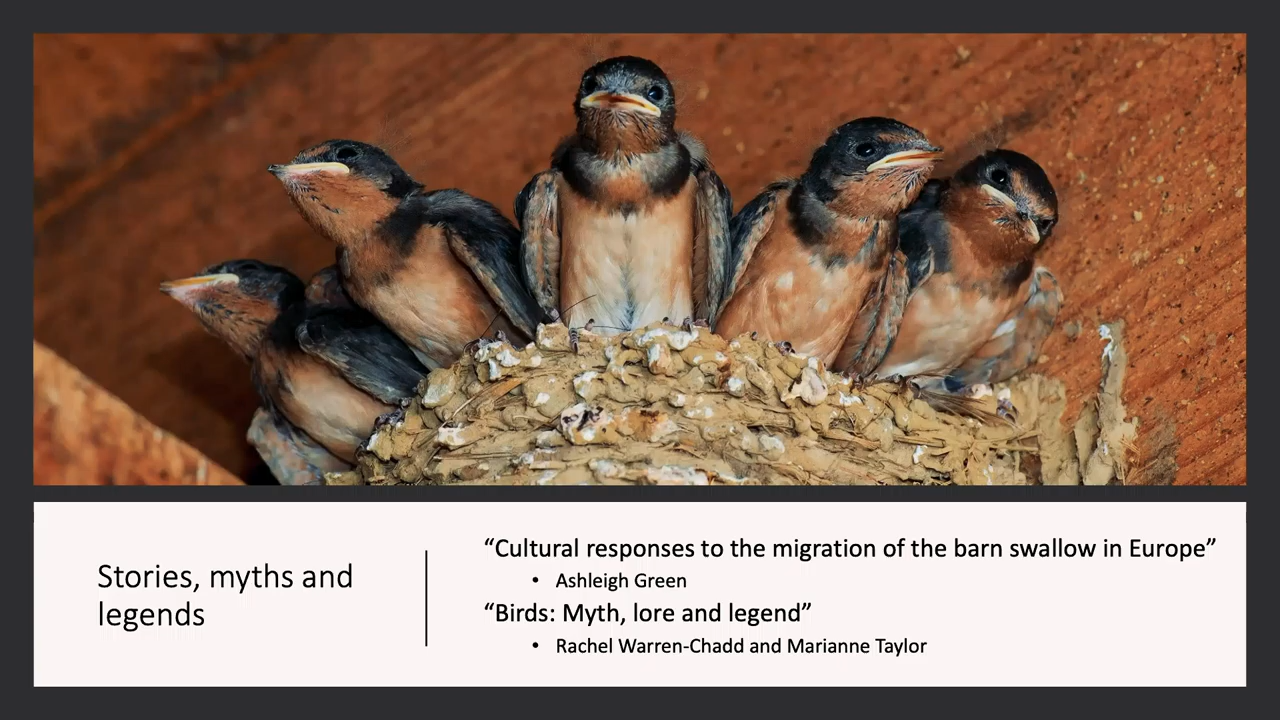 Stories, myths and
legends
“Cultural responses to the migration of the barn swallow in Europe”
• Ashleigh Green
“Birds: Myth, lore and legend”
• Rachel Warren-Chadd and Marianne Taylor